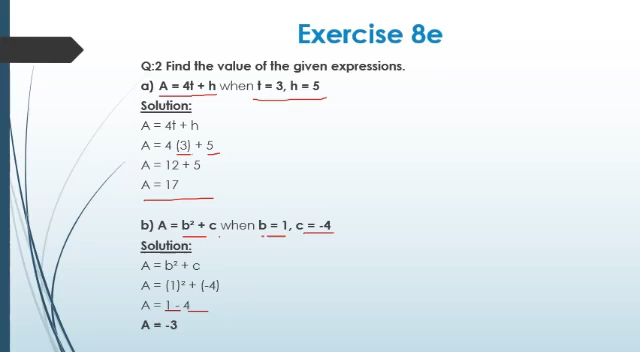 Exercise 8e
Q:2 Find the value of the given expressions.
a) A = 4t + h when t = 3, h = 5
Solution:
A = 4t + h
A = 4 (3) + 5
A = 12 + 5
A = 17
b) A = b² + c when b = 1, c = -4
Solution:
A = b² + c
A = (1)² + (-4)
A = 1 - 4
A = -3